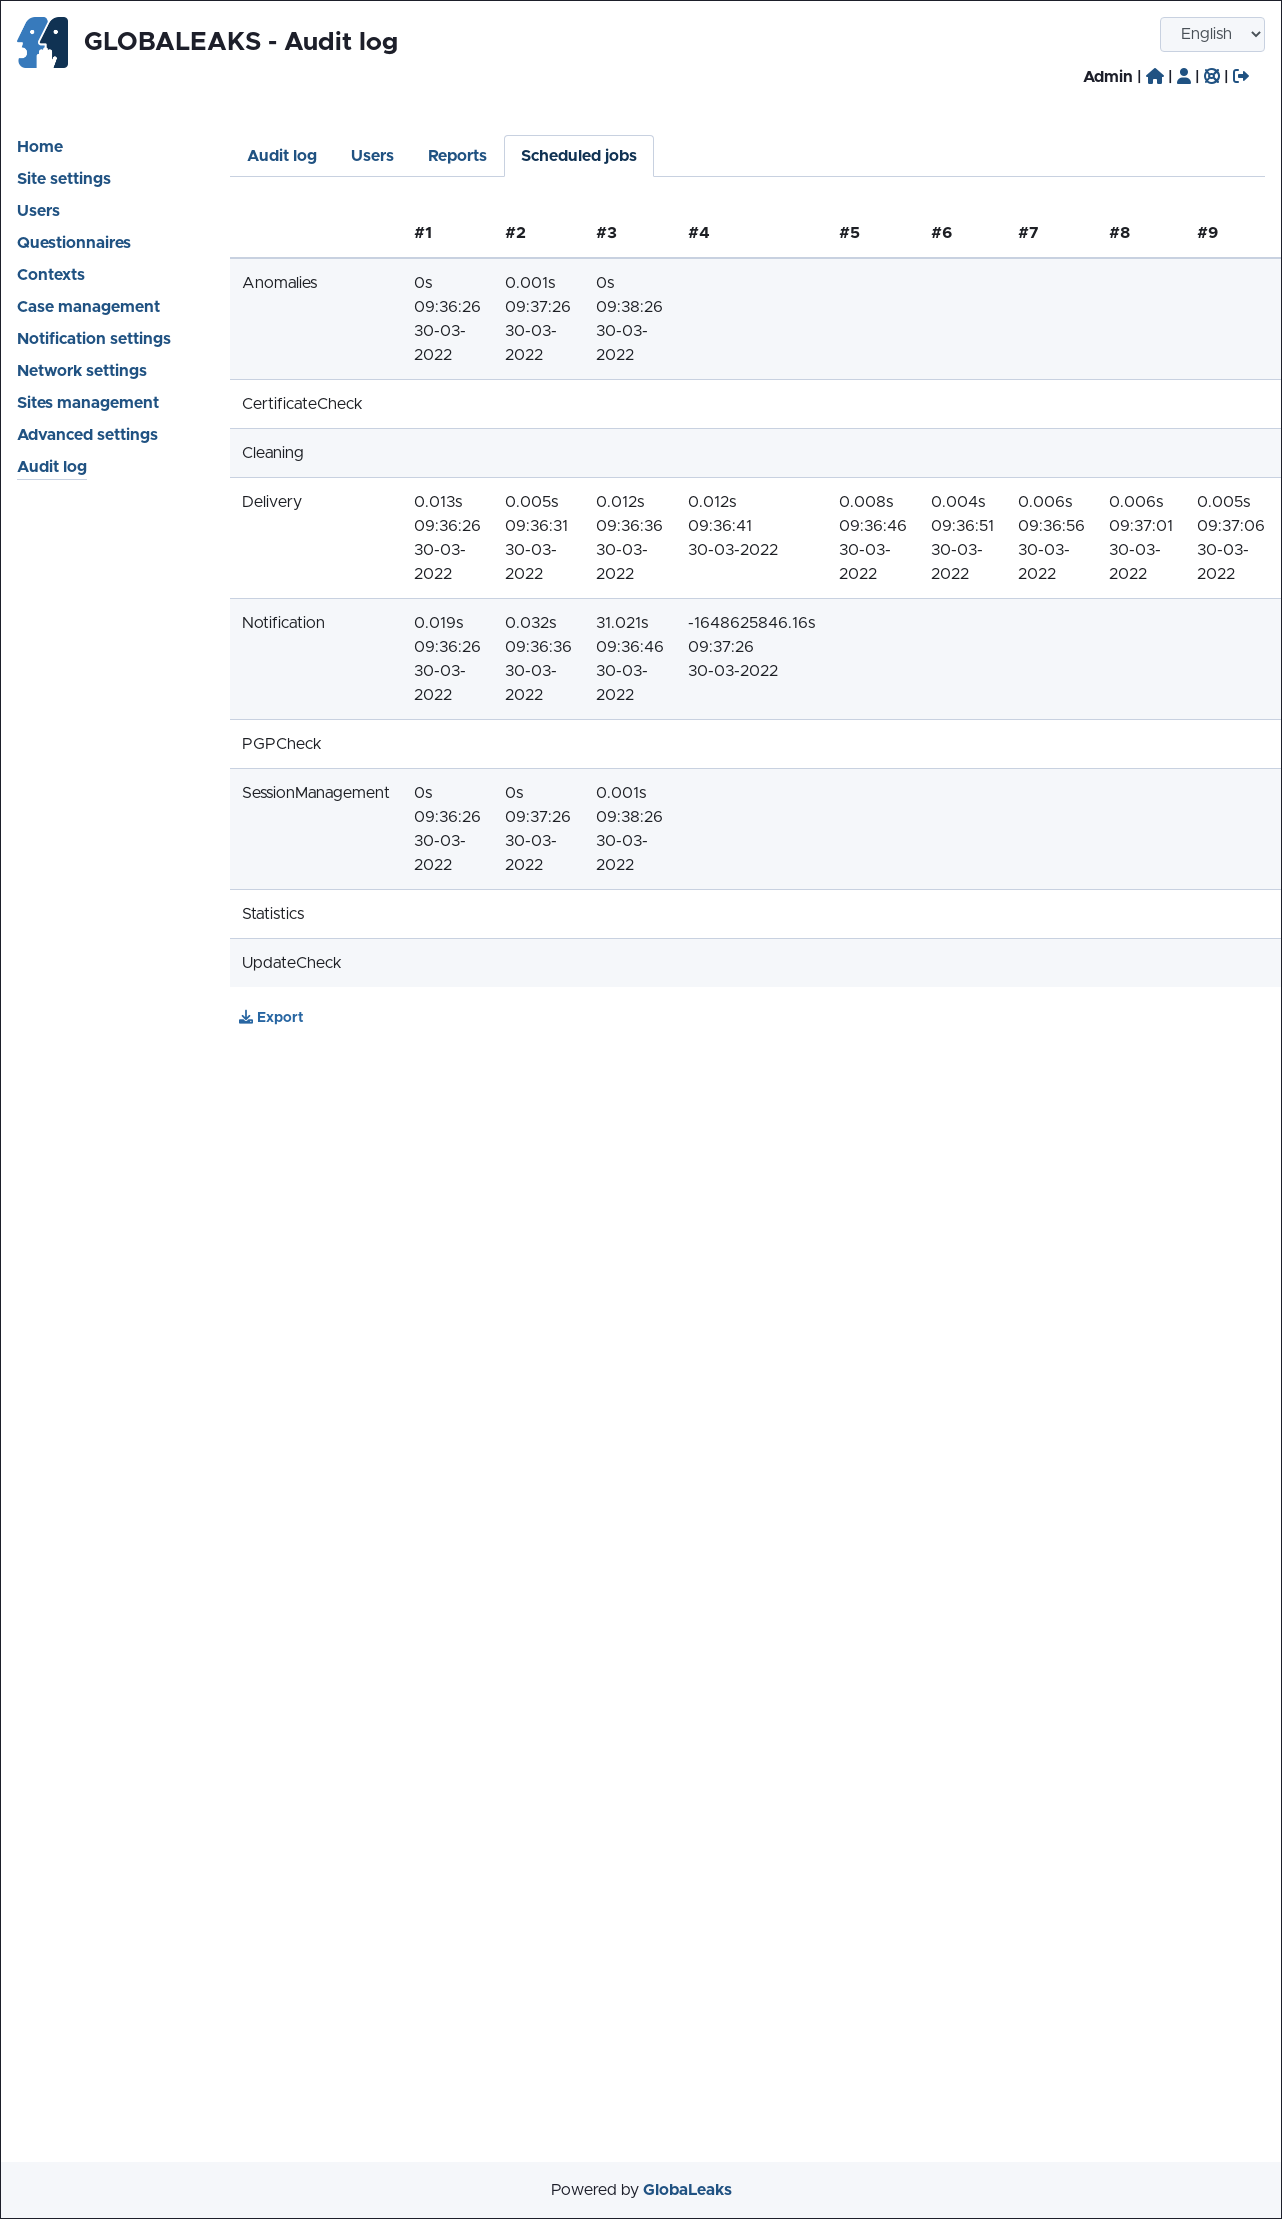 GLOBALEAKS - Audit log
English
Admin | | | |
Home
Site settings
Users
Questionnaires
Contexts
Case management
Notification settings
Network settings
Sites management
Advanced settings
Audit log
Audit log Users Reports Scheduled jobs
#1 #2 #3 #4 #5 #6 #7 #8 #9
Anomalies 0s 0.001s 0s
09:36:26 09:37:26 09:38:26
30-03- 30-03- 30-03-
2022 2022 2022
CertificateCheck
Cleaning
Delivery 0.013s 0.005s 0.012s 0.012s 0.008s 0.004s 0.006s 0.006s 0.005s
09:36:26 09:36:31 09:36:36 09:36:41 09:36:46 09:36:51 09:36:56 09:37:01 09:37:06
30-03- 30-03- 30-03- 30-03-2022 30-03- 30-03- 30-03- 30-03- 30-03-
2022 2022 2022 2022 2022 2022 2022 2022
Notification 0.019s 0.032s 31.021s -1648625846.16s
09:36:26 09:36:36 09:36:46 09:37:26
30-03- 30-03- 30-03- 30-03-2022
2022 2022 2022
PGPCheck
SessionManagement 0s 0s 0.001s
09:36:26 09:37:26 09:38:26
30-03- 30-03- 30-03-
2022 2022 2022
Statistics
UpdateCheck
Export
Powered by GlobaLeaks